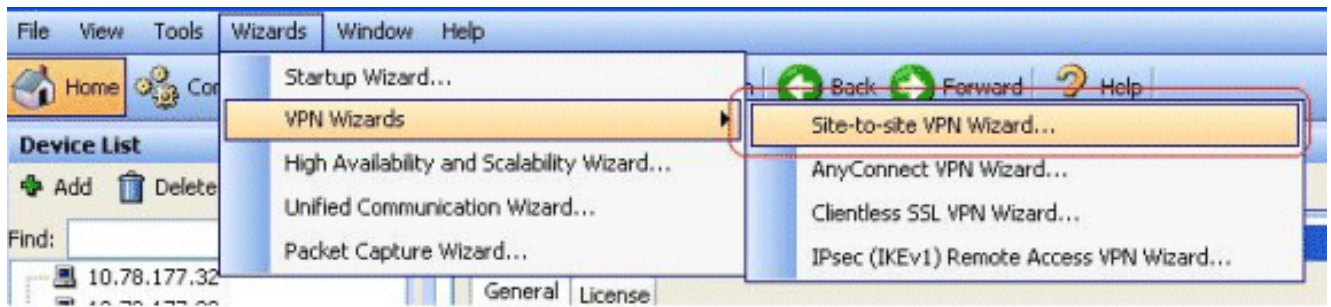 File View Tools Wizards Window Help
Home
Startup Wizard...
Back Forward Help
VPN Wizards
Site-to-site VPN Wizard...
Device List
High Availability and Scalability Wizard...
AnyConnect VPN Wizard...
Add Delete
Unified Communication Wizard...
Clientless SSL VPN Wizard...
Find:
Packet Capture Wizard...
IPsec (IKEv1) Remote Access VPN Wizard...
10.78.177.32
General License